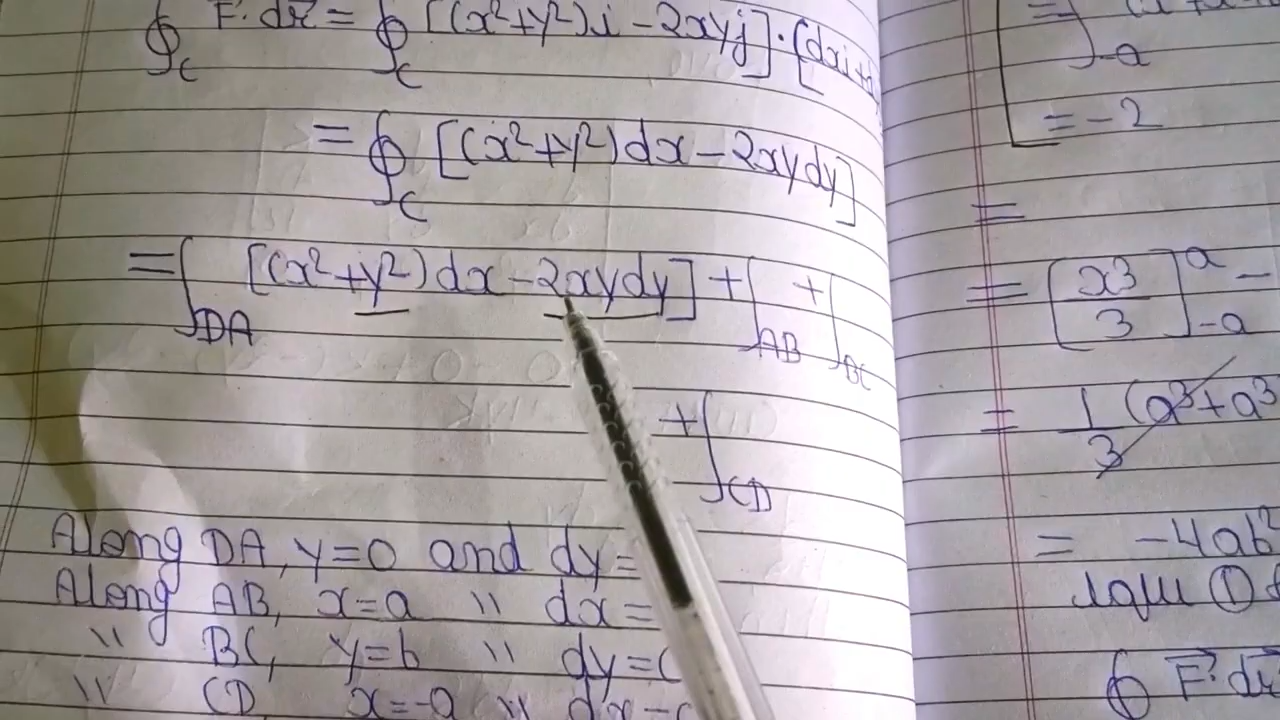 ∮_C F⃗·dr⃗ = ∮_C [(x²+y²)i - 2xyj]·[dxi+
= ∮_C [(x²+y²)dx - 2xydy]
= ∫_DA [(x²+y²)dx - 2xydy] + ∫_AB + ∫_BC
+ ∫_CD
Along DA, y=0 and dy=
Along AB, x=a " dx=
" BC, y=b " dy=
" CD x=-a " dx=
= ∫_-a
= -2
=
= [x³/3]^a_-a -
= 1/3 (a³+a³
= -4ab²
∮ F⃗·dr⃗